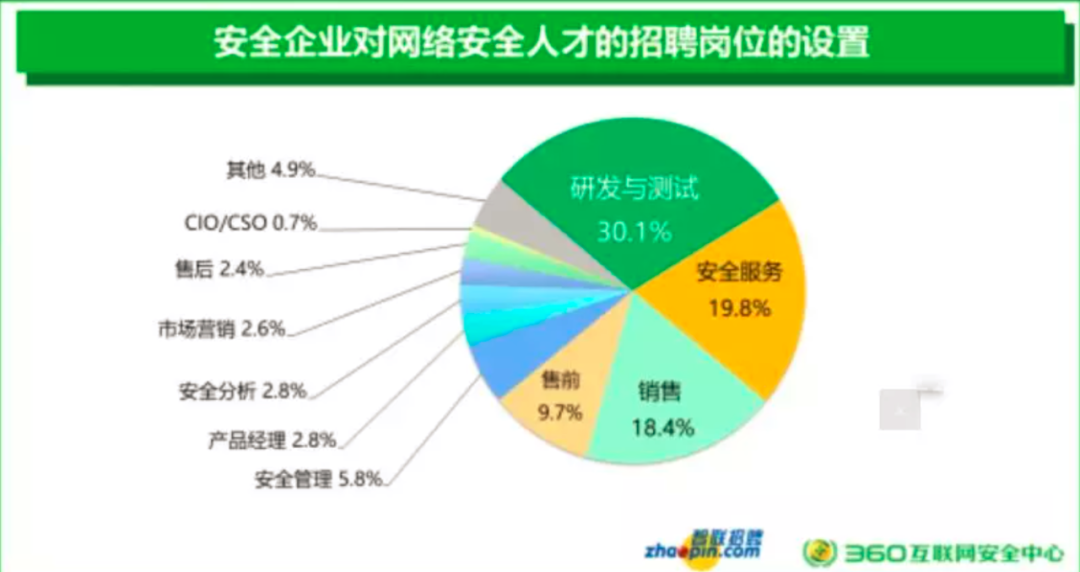 安全企业对网络安全人才的招聘岗位的设置
其他 4.9%
CIO/CSO 0.7%
售后 2.4%
市场营销 2.6%
安全分析 2.8%
产品经理 2.8%
安全管理 5.8%
研发与测试
30.1%
安全服务
19.8%
销售
18.4%
售前
9.7%
智联招聘
zhaopin.com
360互联网安全中心